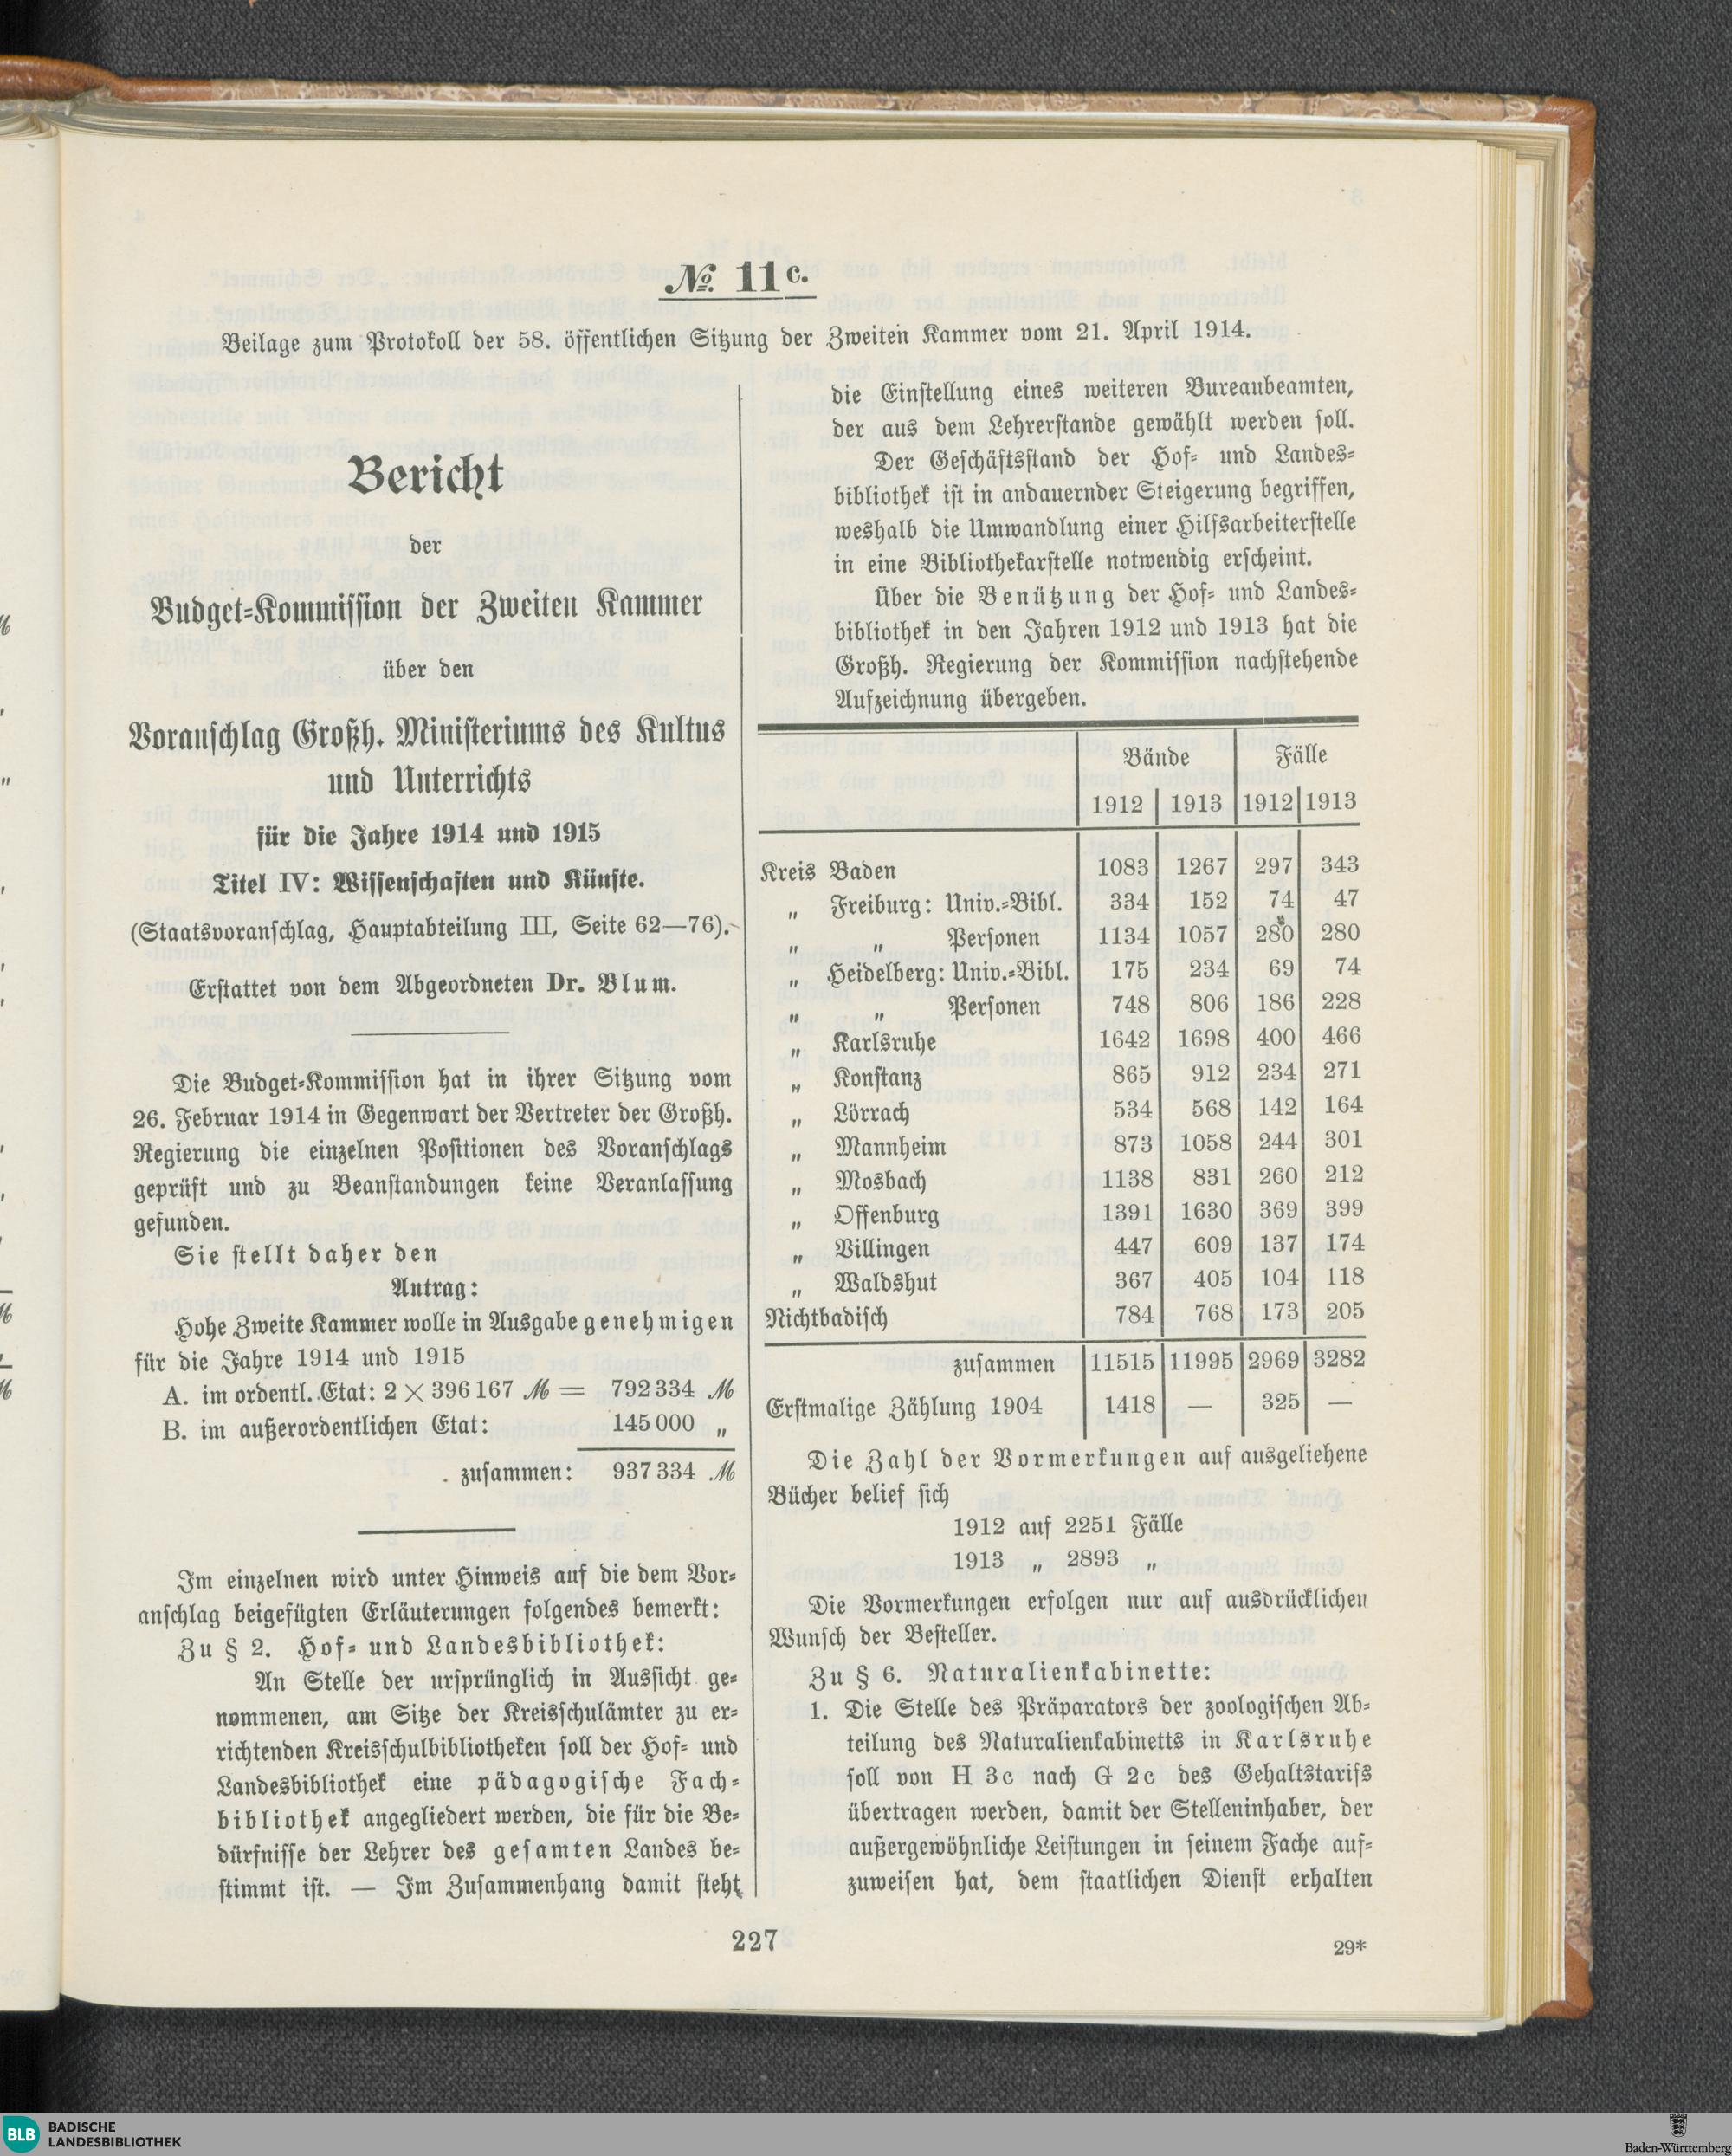 № 11c.
Beilage zum Protokoll der 58. öffentlichen Sitzung der Zweiten Kammer vom 21. April 1914.
Bericht
der
Budget-Kommission der Zweiten Kammer
über den
Voranschlag Großh. Ministeriums des Kultus
und Unterrichts
für die Jahre 1914 und 1915
Titel IV: Wissenschaften und Künste.
(Staatsvoranschlag, Hauptabteilung III, Seite 62—76).
Erstattet von dem Abgeordneten Dr. Blum.
Die Budget-Kommission hat in ihrer Sitzung vom
26. Februar 1914 in Gegenwart der Vertreter der Großh.
Regierung die einzelnen Positionen des Voranschlags
geprüft und zu Beanstandungen keine Veranlassung
gefunden.
Sie stellt daher den
Antrag:
Hohe Zweite Kammer wolle in Ausgabe genehmigen
für die Jahre 1914 und 1915
A. im ordentl. Etat: 2 × 396 167 ℳ = 792 334 ℳ
B. im außerordentlichen Etat: 145 000 „
zusammen: 937 334 ℳ
Im einzelnen wird unter Hinweis auf die dem Vor-
anschlag beigefügten Erläuterungen folgendes bemerkt:
Zu § 2. Hof- und Landesbibliothek:
An Stelle der ursprünglich in Aussicht ge-
nommenen, am Sitze der Kreisschulämter zu er-
richtenden Kreisschulbibliotheken soll der Hof- und
Landesbibliothek eine pädagogische Fach-
bibliothek angegliedert werden, die für die Be-
dürfnisse der Lehrer des gesamten Landes be-
stimmt ist. — Im Zusammenhang damit steht
die Einstellung eines weiteren Bureaubeamten,
der aus dem Lehrerstande gewählt werden soll.
Der Geschäftsstand der Hof- und Landes-
bibliothek ist in andauernder Steigerung begriffen,
weshalb die Umwandlung einer Hilfsarbeiterstelle
in eine Bibliothekarstelle notwendig erscheint.
Über die Benützung der Hof- und Landes-
bibliothek in den Jahren 1912 und 1913 hat die
Großh. Regierung der Kommission nachstehende
Aufzeichnung übergeben.
Bände Fälle
1912 1913 1912 1913
Kreis Baden 1083 1267 297 343
„ Freiburg: Univ.-Bibl. 334 152 74 47
„ „ Personen 1134 1057 280 280
„ Heidelberg: Univ.-Bibl. 175 234 69 74
„ „ Personen 748 806 186 228
„ Karlsruhe 1642 1698 400 466
„ Konstanz 865 912 234 271
„ Lörrach 534 568 142 164
„ Mannheim 873 1058 244 301
„ Mosbach 1138 831 260 212
„ Offenburg 1391 1630 369 399
„ Villingen 447 609 137 174
„ Waldshut 367 405 104 118
Nichtbadisch 784 768 173 205
zusammen 11515 11995 2969 3282
Erstmalige Zählung 1904 1418 — 325 —
Die Zahl der Vormerkungen auf ausgeliehene
Bücher belief sich
1912 auf 2251 Fälle
1913 „ 2893 „
Die Vormerkungen erfolgen nur auf ausdrücklichen
Wunsch der Besteller.
Zu § 6. Naturalienkabinette:
1. Die Stelle des Präparators der zoologischen Ab-
teilung des Naturalienkabinetts in Karlsruhe
soll von H 3c nach G 2c des Gehaltstarifs
übertragen werden, damit der Stelleninhaber, der
außergewöhnliche Leistungen in seinem Fache auf-
zuweisen hat, dem staatlichen Dienst erhalten
227
29*
BLB BADISCHE
LANDESBIBLIOTHEK
Baden-Württemberg